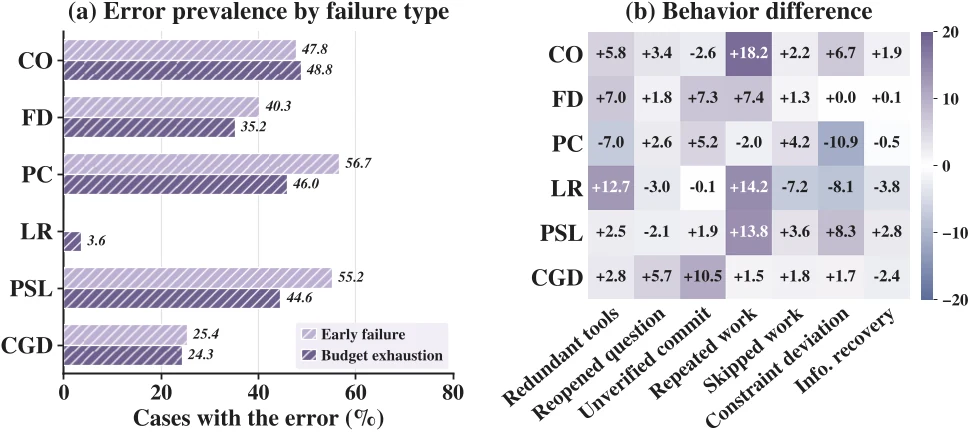 (a) Error prevalence by failure type
CO
47.8
48.8
FD
40.3
35.2
PC
56.7
46.0
LR
3.6
PSL
55.2
44.6
CGD
25.4
24.3
Early failure
Budget exhaustion
0 20 40 60 80
Cases with the error (%)
(b) Behavior difference
CO +5.8 +3.4 -2.6 +18.2 +2.2 +6.7 +1.9
FD +7.0 +1.8 +7.3 +7.4 +1.3 +0.0 +0.1
PC -7.0 +2.6 +5.2 -2.0 +4.2 -10.9 -0.5
LR +12.7 -3.0 -0.1 +14.2 -7.2 -8.1 -3.8
PSL +2.5 -2.1 +1.9 +13.8 +3.6 +8.3 +2.8
CGD +2.8 +5.7 +10.5 +1.5 +1.8 +1.7 -2.4
Redundant tools
Reopened question
Unverified commit
Repeated work
Skipped work
Constraint deviation
Info. recovery
20
10
0
−10
−20